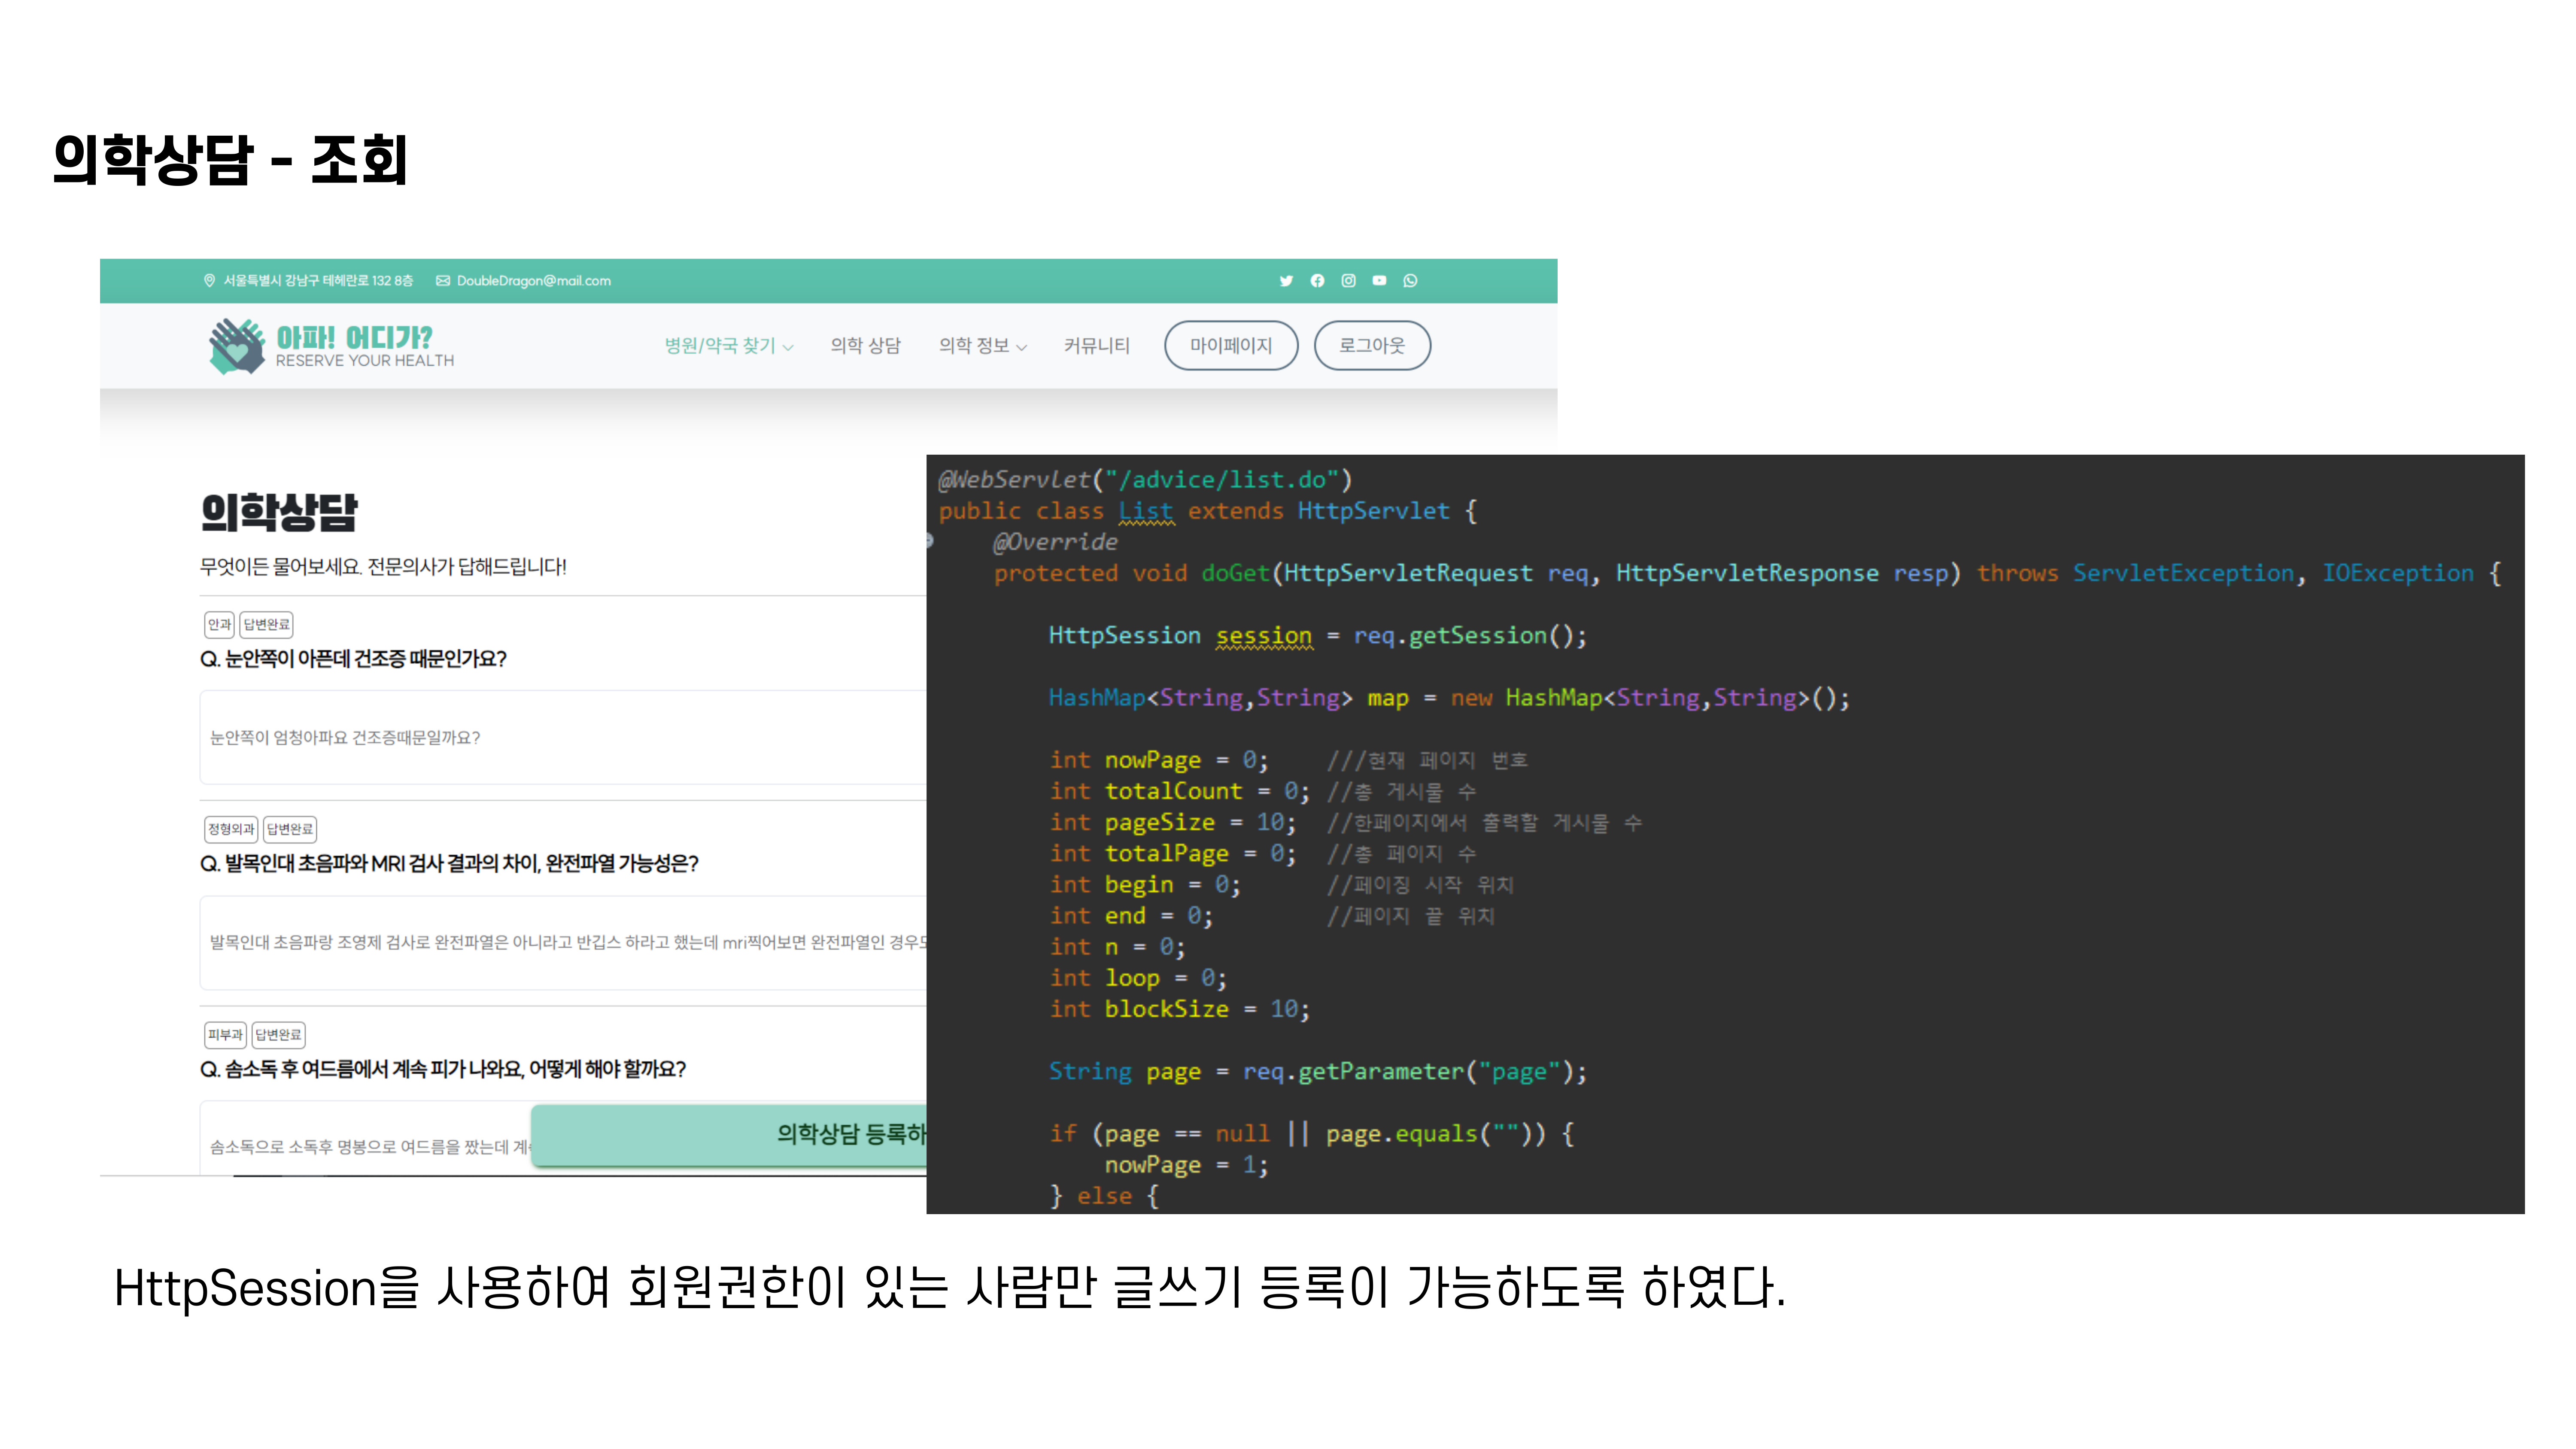 의학상담 - 조회
서울특별시 강남구 테헤란로 132 8층 DoubleDragon@mail.com
아파! 어디가?
RESERVE YOUR HEALTH
병원/약국 찾기 의학 상담 의학 정보 커뮤니티 마이페이지 로그아웃
의학상담
무엇이든 물어보세요. 전문의사가 답해드립니다!
안과 답변완료
Q. 눈안쪽이 아픈데 건조증 때문인가요?
눈안쪽이 엄청아파요 건조증때문일까요?
정형외과 답변완료
Q. 발목인대 초음파와 MRI 검사 결과의 차이, 완전파열 가능성은?
발목인대 초음파랑 조영제 검사로 완전파열은 아니라고 반깁스 하라고 했는데 mri찍어보면 완전파열인 경우도
피부과 답변완료
Q. 솜소독 후 여드름에서 계속 피가 나와요, 어떻게 해야 할까요?
솜소독으로 소독후 명봉으로 여드름을 짰는데
의학상담 등록하
@WebServlet("/advice/list.do")
public class List extends HttpServlet {
@Override
protected void doGet(HttpServletRequest req, HttpServletResponse resp) throws ServletException, IOException {
HttpSession session = req.getSession();
HashMap<String,String> map = new HashMap<String,String>();
int nowPage = 0; ///현재 페이지 번호
int totalCount = 0; //총 게시물 수
int pageSize = 10; //한페이지에서 출력할 게시물 수
int totalPage = 0; //총 페이지 수
int begin = 0; //페이징 시작 위치
int end = 0; //페이지 끝 위치
int n = 0;
int loop = 0;
int blockSize = 10;
String page = req.getParameter("page");
if (page == null || page.equals("")) {
nowPage = 1;
} else {
HttpSession을 사용하여 회원권한이 있는 사람만 글쓰기 등록이 가능하도록 하였다.